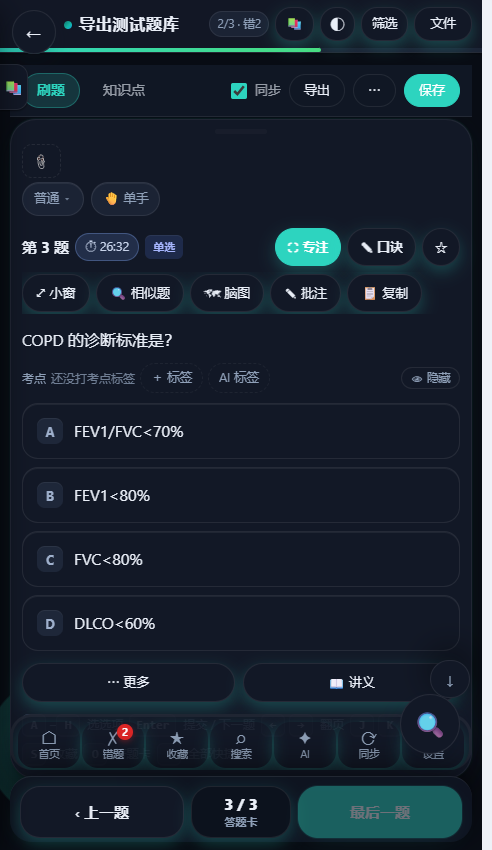 ← 导出测试题库 2/3 · 错2 筛选 文件
刷题 知识点 同步 导出 ··· 保存
普通 单手
第 3 题 26:32 单选 专注 口诀 ☆
小窗 相似题 脑图 批注 复制
COPD 的诊断标准是?
考点 还没打考点标签 + 标签 AI 标签 隐藏
A FEV1/FVC<70%
B FEV1<80%
C FVC<80%
D DLCO<60%
··· 更多 讲义 ↓
2
首页 错题 收藏 搜索 AI 同步 设置
‹ 上一题 3 / 3 最后一题
答题卡